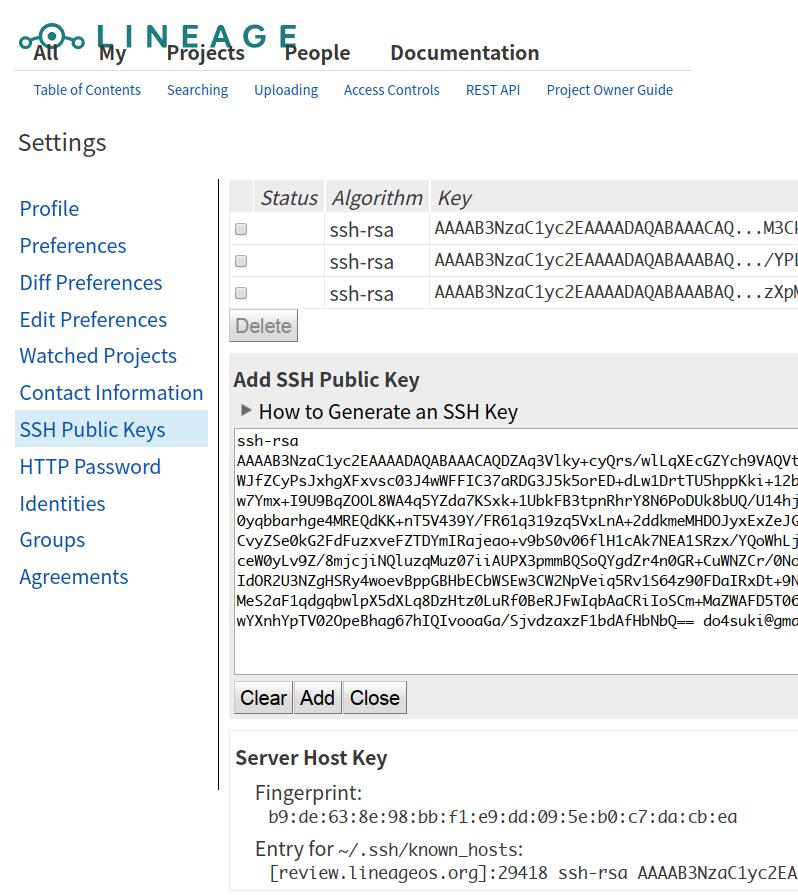 LINEAGE
All My Projects People Documentation
Table of Contents Searching Uploading Access Controls REST API Project Owner Guide
Settings
Profile
Preferences
Diff Preferences
Edit Preferences
Watched Projects
Contact Information
SSH Public Keys
HTTP Password
Identities
Groups
Agreements
Status Algorithm Key
ssh-rsa AAAAB3NzaC1yc2EAAAADAQABAAACAQ...M3Ck
ssh-rsa AAAAB3NzaC1yc2EAAAADAQABAAABAQ.../YPL
ssh-rsa AAAAB3NzaC1yc2EAAAADAQABAAABAQ...zXpM
Delete
Add SSH Public Key
How to Generate an SSH Key
ssh-rsa
AAAAB3NzaC1yc2EAAAADAQABAAACAQDZAq3Vlky+cyQrs/wlLqXEcGZYch9VAQVt
WJfZCyPsJxhgXFxvsc03J4wWFFIC37aRDG3J5k5orED+dLw1DrtTU5hppKki+12b
w7Ymx+I9U9BqZOOL8WA4q5YZda7KSxk+1UbkFB3tpnRhrY8N6PoDUk8bUQ/U14hj
0yqbbarhge4MREQdKK+nT5V439Y/FR61q319zq5VxLnA+2ddkmeMHDOJyxExZeJG
CvyZSe0kG2FdFuzxveFZTDYmIRajeao+v9bS0v06flH1cAk7NEA1SRzx/YQoWhLj
ceW0yLv9Z/8mjcjiNQluzqMuz07iiAUPX3pmmBQSoQYgdZr4n0GR+CuWNZCr/0No
IdOR2U3NZgHSRy4woevBppGBHbECbWSEw3CW2NpVeiq5Rv1S64z90FDaIRxDt+9N
MeS2aF1qdgqbwlpX5dXLq8DzHtz0LuRf0BeRJFwIqbAaCRiIoSCm+MaZWAFD5T06
wYXnhYpTV02OpeBhag67hIQIvooaGa/SjvdzaxzF1bdAfHbNbQ== do4suki@gma
Clear Add Close
Server Host Key
Fingerprint:
b9:de:63:8e:98:bb:f1:e9:dd:09:5e:b0:c7:da:cb:ea
Entry for ~/.ssh/known_hosts:
[review.lineageos.org]:29418 ssh-rsa AAAAB3NzaC1yc2EA